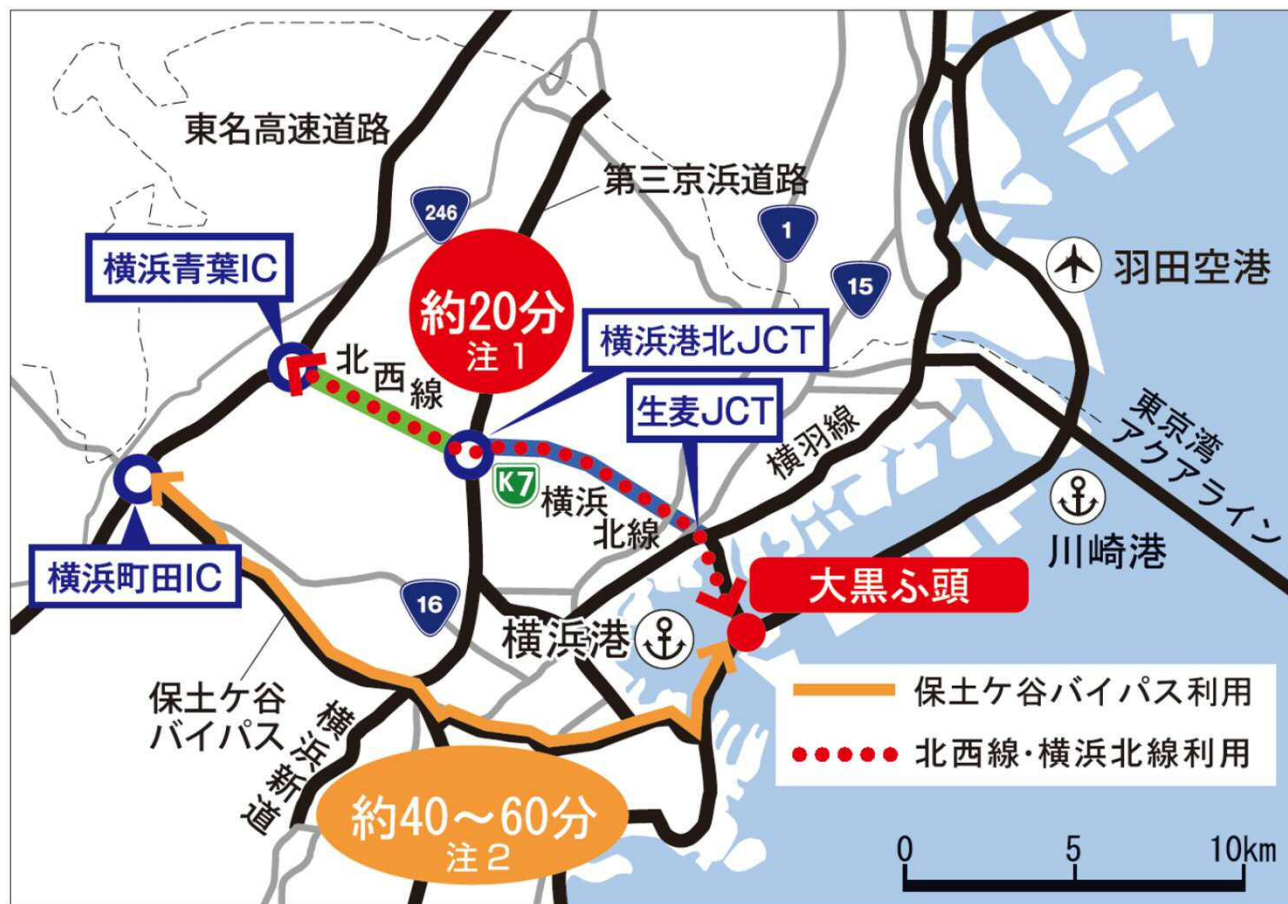 東名高速道路
第三京浜道路
246
1
15
横浜青葉IC
約20分
注1
横浜港北JCT
羽田空港
北西線
生麦JCT
横羽線
東京湾
アクアライン
K7
横浜
北線
川崎港
横浜町田IC
16
大黒ふ頭
横浜港
保土ケ谷
バイパス
横浜新道
保土ケ谷バイパス利用
北西線・横浜北線利用
約40～60分
注2
0 5 10km